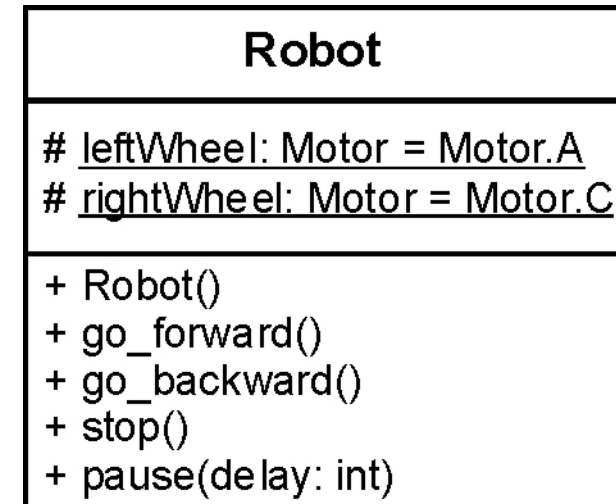 Robot
# leftWheel: Motor = Motor.A
# rightWheel: Motor = Motor.C
+ Robot()
+ go_forward()
+ go_backward()
+ stop()
+ pause(delay: int)